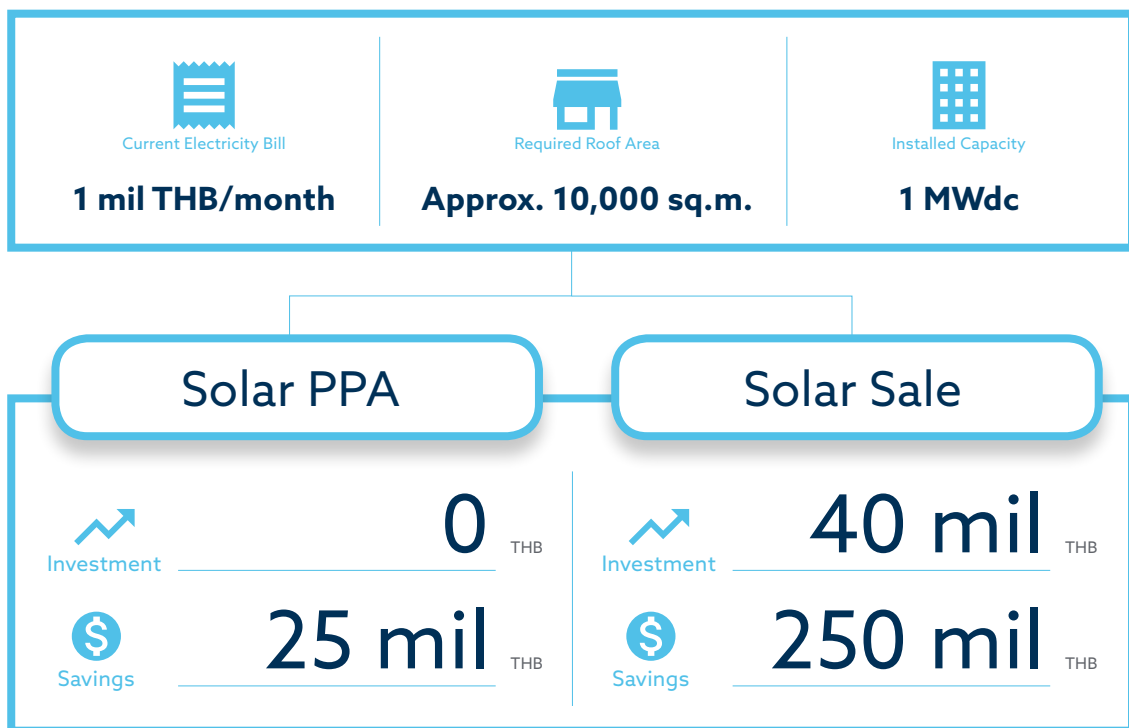 Current Electricity Bill
1 mil THB/month
Required Roof Area
Approx. 10,000 sq.m.
Installed Capacity
1 MWdc
Solar PPA
Investment
0 THB
Savings
25 mil THB
Solar Sale
Investment
40 mil THB
Savings
250 mil THB